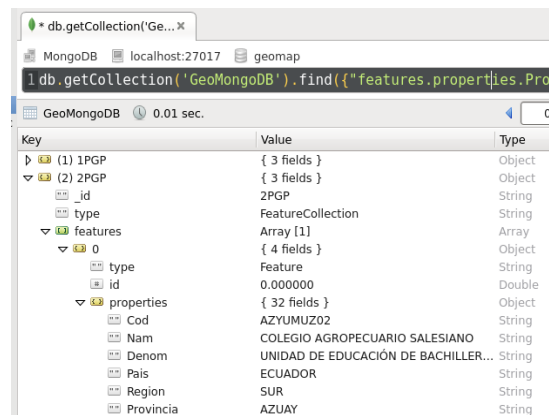 * db.getCollection('Ge... ×
MongoDB localhost:27017 geomap
1 db.getCollection('GeoMongoDB').find({"features.properties.Pro
GeoMongoDB 0.01 sec. 0
Key Value Type
(1) 1PGP { 3 fields } Object
(2) 2PGP { 3 fields } Object
_id 2PGP String
type FeatureCollection String
features Array [1] Array
0 { 4 fields } Object
type Feature String
id 0.000000 Double
properties { 32 fields } Object
Cod AZYUMUZ02 String
Nam COLEGIO AGROPECUARIO SALESIANO String
Denom UNIDAD DE EDUCACIÓN DE BACHILLER... String
Pais ECUADOR String
Region SUR String
Provincia AZUAY String